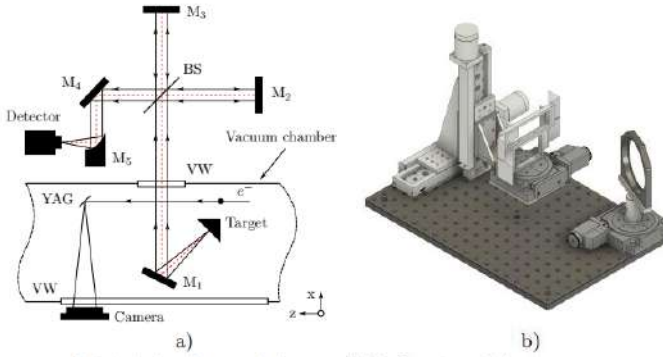 M₃
BS
M₄
M₂
Detector
M₅
Vacuum chamber
VW
YAG
e⁻
Target
M₁
VW
x
z
Camera
a)
b)